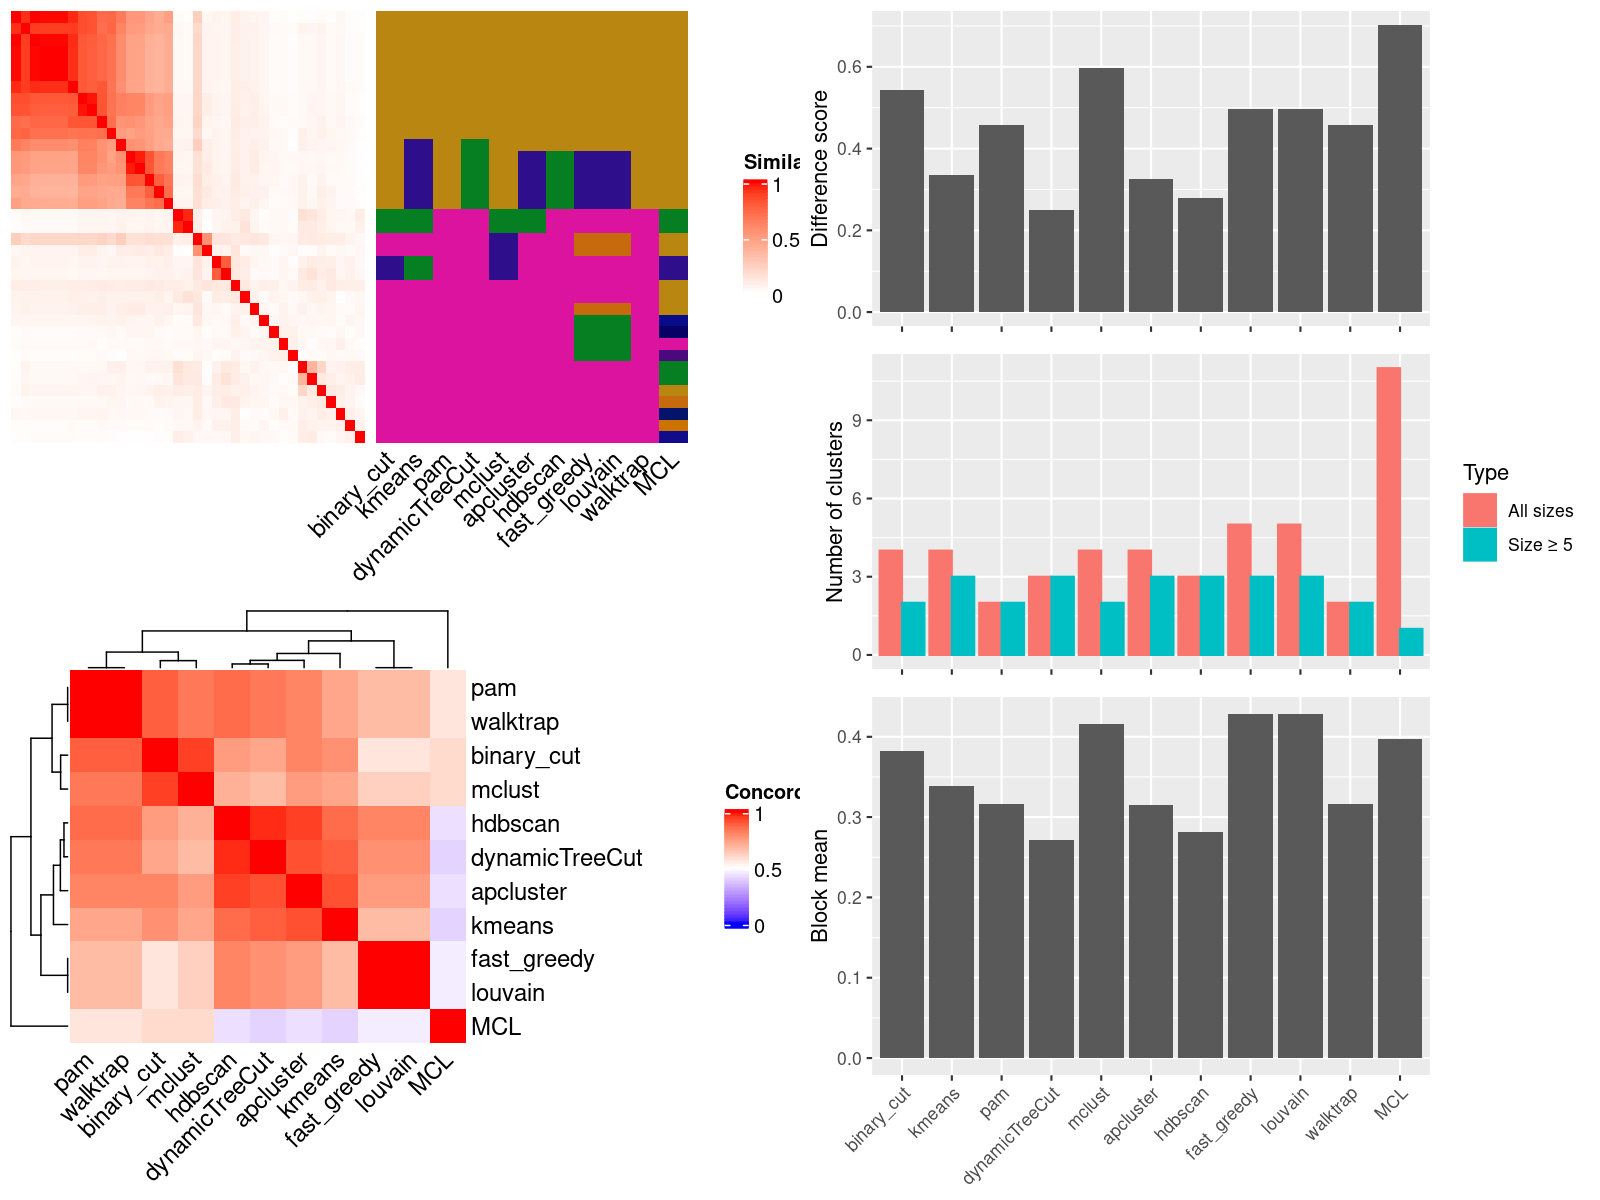 Simila
1
0.5
0
binary_cut
kmeans
pam
dynamicTreeCut
mclust
apcluster
hdbscan
fast_greedy
louvain
walktrap
MCL
pam
walktrap
binary_cut
mclust
hdbscan
dynamicTreeCut
apcluster
kmeans
fast_greedy
louvain
MCL
pam
walktrap
binary_cut
mclust
hdbscan
dynamicTreeCut
apcluster
kmeans
fast_greedy
louvain
MCL
Concord
1
0.5
0
Difference score
0.6
0.4
0.2
0.0
Number of clusters
9
6
3
0
Type
All sizes
Size ≥ 5
Block mean
0.4
0.3
0.2
0.1
0.0
binary_cut
kmeans
pam
dynamicTreeCut
mclust
apcluster
hdbscan
fast_greedy
louvain
walktrap
MCL